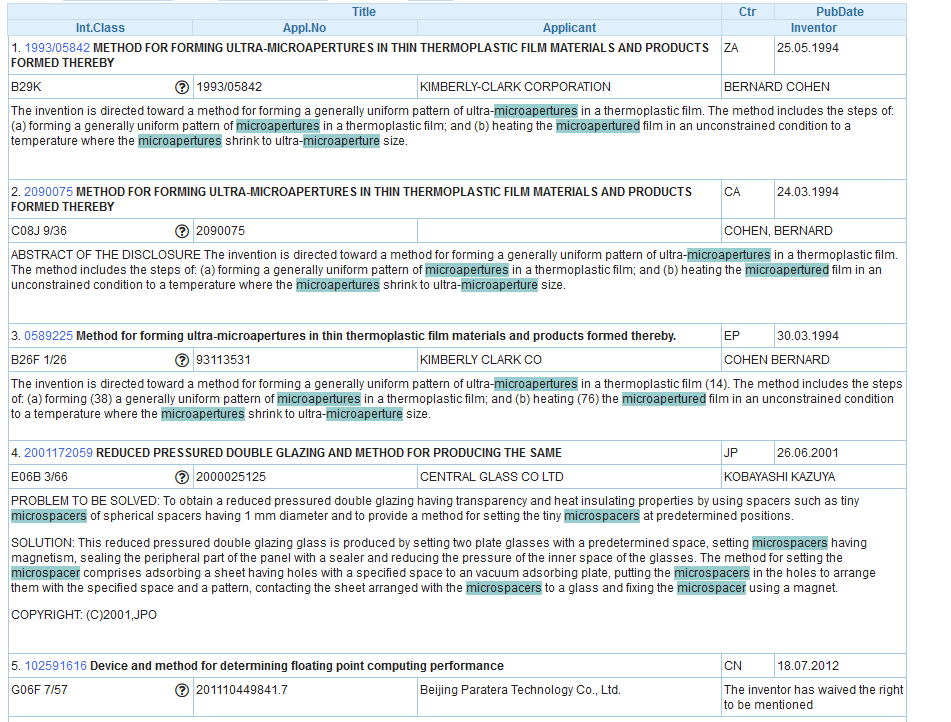 Title Ctr PubDate
Int.Class Appl.No Applicant Inventor
1. 1993/05842 METHOD FOR FORMING ULTRA-MICROAPERTURES IN THIN THERMOPLASTIC FILM MATERIALS AND PRODUCTS ZA 25.05.1994
FORMED THEREBY
B29K ? 1993/05842 KIMBERLY-CLARK CORPORATION BERNARD COHEN
The invention is directed toward a method for forming a generally uniform pattern of ultra-microapertures in a thermoplastic film. The method includes the steps of:
(a) forming a generally uniform pattern of microapertures in a thermoplastic film; and (b) heating the microapertured film in an unconstrained condition to a
temperature where the microapertures shrink to ultra-microaperture size.
2. 2090075 METHOD FOR FORMING ULTRA-MICROAPERTURES IN THIN THERMOPLASTIC FILM MATERIALS AND PRODUCTS CA 24.03.1994
FORMED THEREBY
C08J 9/36 ? 2090075 COHEN, BERNARD
ABSTRACT OF THE DISCLOSURE The invention is directed toward a method for forming a generally uniform pattern of ultra-microapertures in a thermoplastic film.
The method includes the steps of: (a) forming a generally uniform pattern of microapertures in a thermoplastic film; and (b) heating the microapertured film in an
unconstrained condition to a temperature where the microapertures shrink to ultra-microaperture size.
3. 0589225 Method for forming ultra-microapertures in thin thermoplastic film materials and products formed thereby. EP 30.03.1994
B26F 1/26 ? 93113531 KIMBERLY CLARK CO COHEN BERNARD
The invention is directed toward a method for forming a generally uniform pattern of ultra-microapertures in a thermoplastic film (14). The method includes the steps
of: (a) forming (38) a generally uniform pattern of microapertures in a thermoplastic film; and (b) heating (76) the microapertured film in an unconstrained condition
to a temperature where the microapertures shrink to ultra-microaperture size.
4. 2001172059 REDUCED PRESSURED DOUBLE GLAZING AND METHOD FOR PRODUCING THE SAME JP 26.06.2001
E06B 3/66 ? 2000025125 CENTRAL GLASS CO LTD KOBAYASHI KAZUYA
PROBLEM TO BE SOLVED: To obtain a reduced pressured double glazing having transparency and heat insulating properties by using spacers such as tiny
microspacers of spherical spacers having 1 mm diameter and to provide a method for setting the tiny microspacers at predetermined positions.
SOLUTION: This reduced pressured double glazing glass is produced by setting two plate glasses with a predetermined space, setting microspacers having
magnetism, sealing the peripheral part of the panel with a sealer and reducing the pressure of the inner space of the glasses. The method for setting the
microspacer comprises adsorbing a sheet having holes with a specified space to an vacuum adsorbing plate, putting the microspacers in the holes to arrange
them with the specified space and a pattern, contacting the sheet arranged with the microspacers to a glass and fixing the microspacer using a magnet.
COPYRIGHT: (C)2001,JPO
5. 102591616 Device and method for determining floating point computing performance CN 18.07.2012
G06F 7/57 ? 201110449841.7 Beijing Paratera Technology Co., Ltd. The inventor has waived the right
to be mentioned